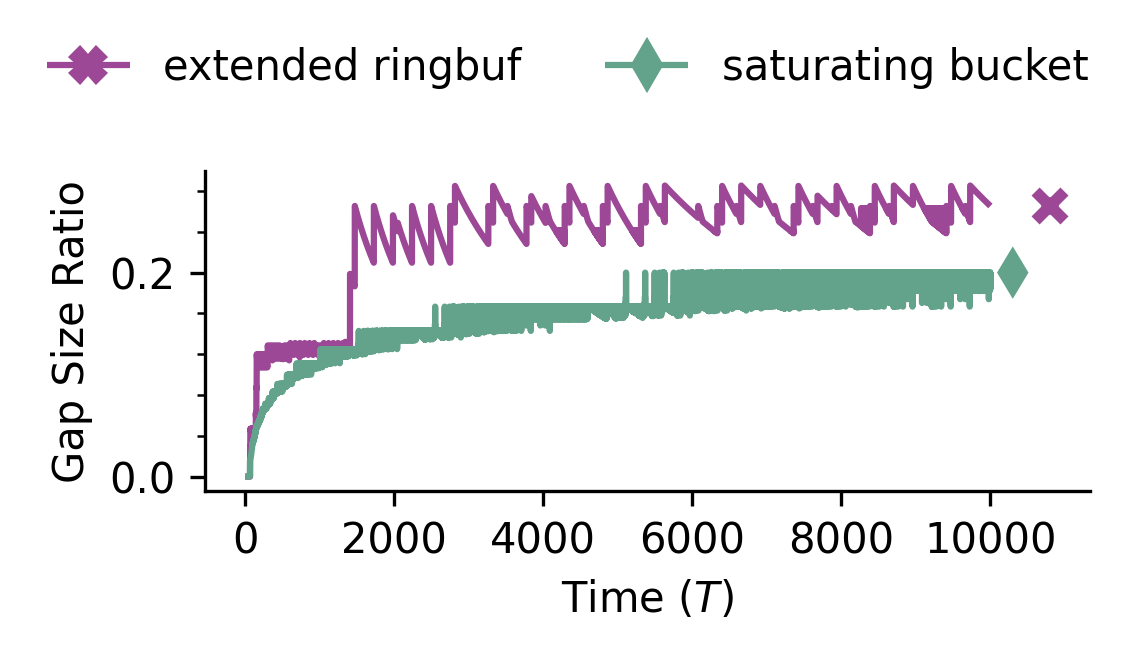 extended ringbuf
saturating bucket
Gap Size Ratio
0.2
0.0
0 2000 4000 6000 8000 10000
Time (T)